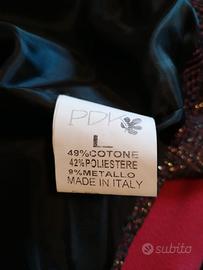 PDK
L
49%COTONE
42%POLIESTERE
9%METALLO
MADE IN ITALY
subito